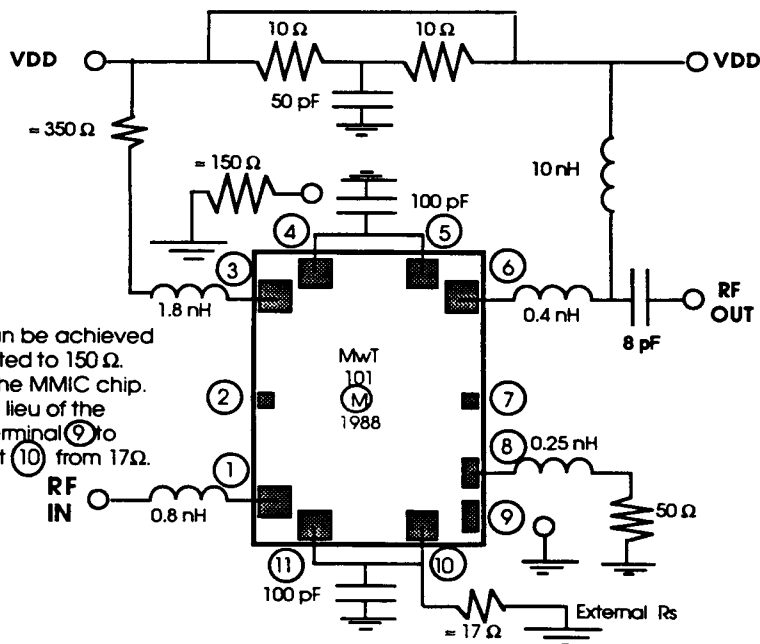 10 Ω 10 Ω
VDD VDD
50 pF
≈ 350 Ω
≈ 150 Ω
10 nH
100 pF
4 5
3 6
1.8 nH 0.4 nH
RF
OUT
8 pF
be achieved
to 150 Ω.
MMIC chip.
lieu of the
9 to
10 from 17Ω.
MwT
101
M
1988
2 7
8 0.25 nH
1
RF
IN
0.8 nH
9
50 Ω
11 10
100 pF
≈ 17 Ω
External Rs